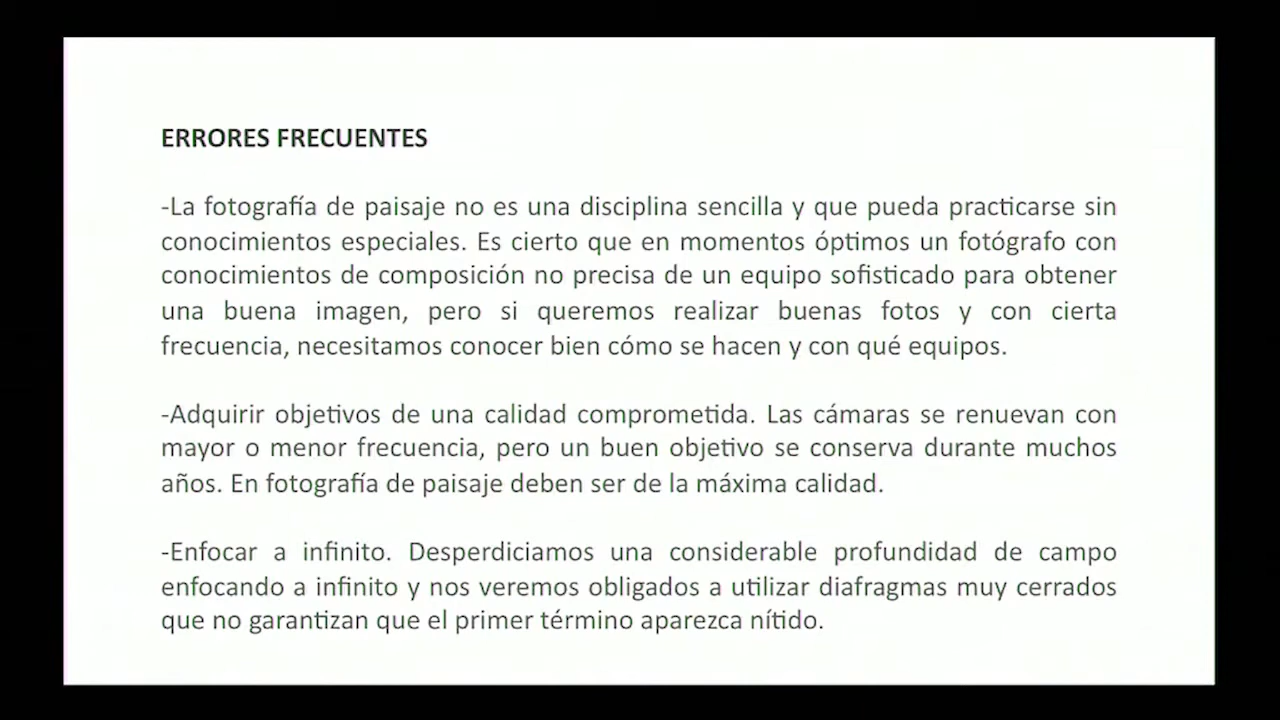 ERRORES FRECUENTES
-La fotografía de paisaje no es una disciplina sencilla y que pueda practicarse sin
conocimientos especiales. Es cierto que en momentos óptimos un fotógrafo con
conocimientos de composición no precisa de un equipo sofisticado para obtener
una buena imagen, pero si queremos realizar buenas fotos y con cierta
frecuencia, necesitamos conocer bien cómo se hacen y con qué equipos.
-Adquirir objetivos de una calidad comprometida. Las cámaras se renuevan con
mayor o menor frecuencia, pero un buen objetivo se conserva durante muchos
años. En fotografía de paisaje deben ser de la máxima calidad.
-Enfocar a infinito. Desperdiciamos una considerable profundidad de campo
enfocando a infinito y nos veremos obligados a utilizar diafragmas muy cerrados
que no garantizan que el primer término aparezca nítido.